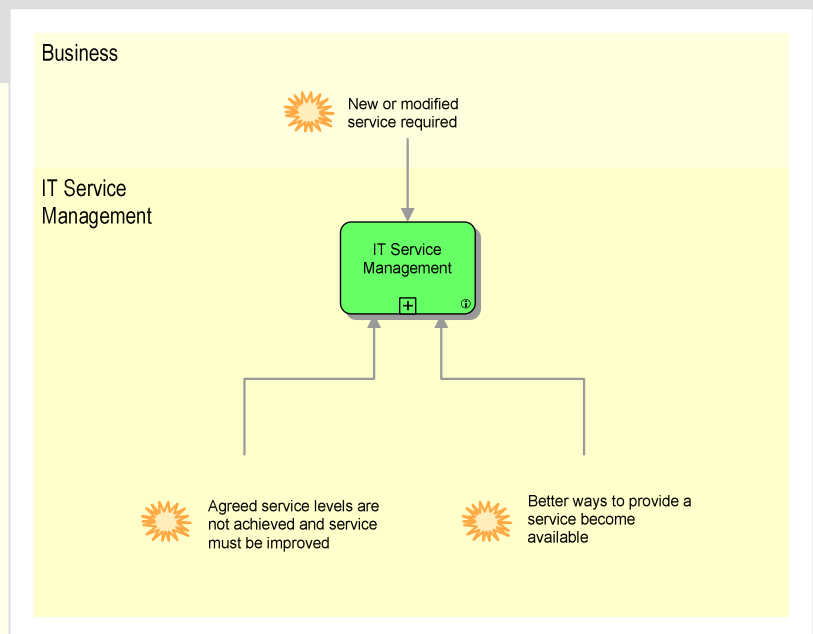 Business
New or modified
service required
IT Service
Management
IT Service
Management
Agreed service levels are
not achieved and service
must be improved
Better ways to provide a
service become
available